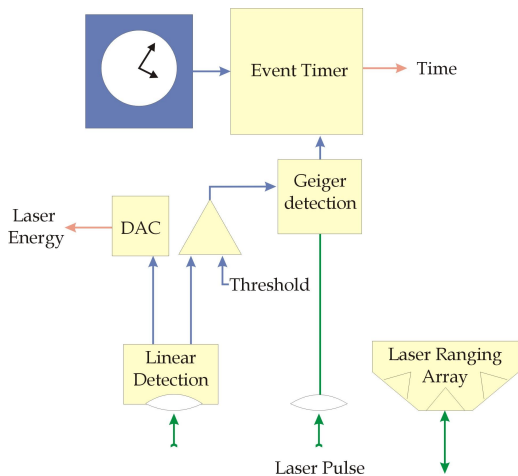 Event Timer
Time
Geiger
detection
Laser
Energy
DAC
Threshold
Linear
Detection
Laser Ranging
Array
Laser Pulse